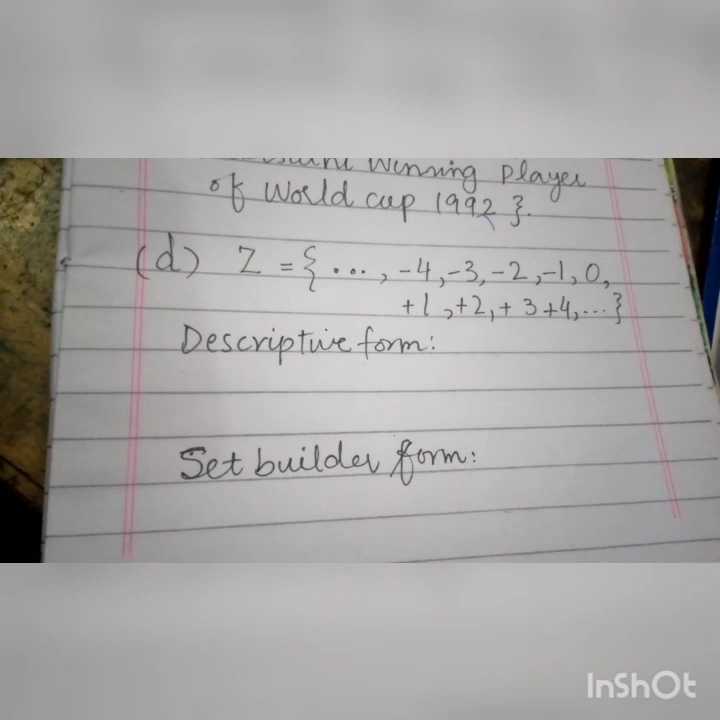 Winning Player
of World cup 1992 }.
(d) Z = { ..., -4, -3, -2, -1, 0,
+1, +2, + 3 +4, ... }
Descriptive form:
Set builder form:
InShOt